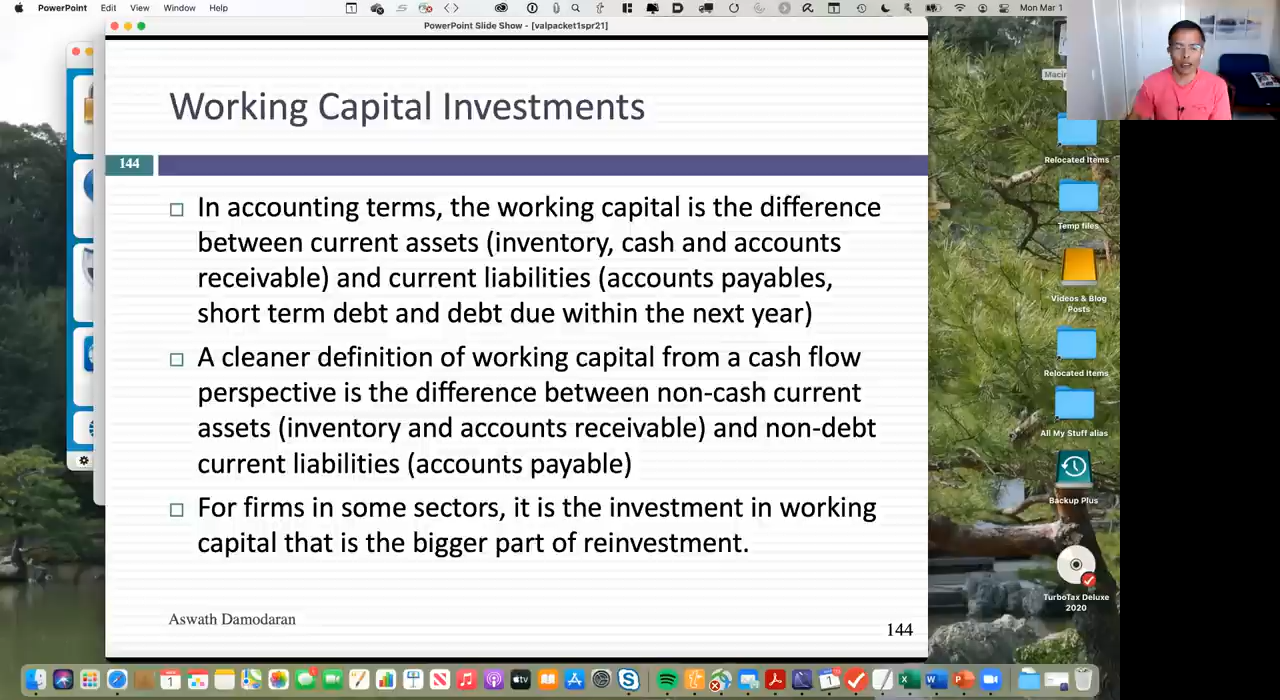 PowerPoint Edit View Window Help
Mon Mar 1
PowerPoint Slide Show - [valpacket1spr21]
Working Capital Investments
144
□ In accounting terms, the working capital is the difference
between current assets (inventory, cash and accounts
receivable) and current liabilities (accounts payables,
short term debt and debt due within the next year)
□ A cleaner definition of working capital from a cash flow
perspective is the difference between non-cash current
assets (inventory and accounts receivable) and non-debt
current liabilities (accounts payable)
□ For firms in some sectors, it is the investment in working
capital that is the bigger part of reinvestment.
Aswath Damodaran
144
Relocated Items
Temp files
Videos & Blog
Posts
Relocated Items
All My Stuff alias
Backup Plus
TurboTax Deluxe
2020